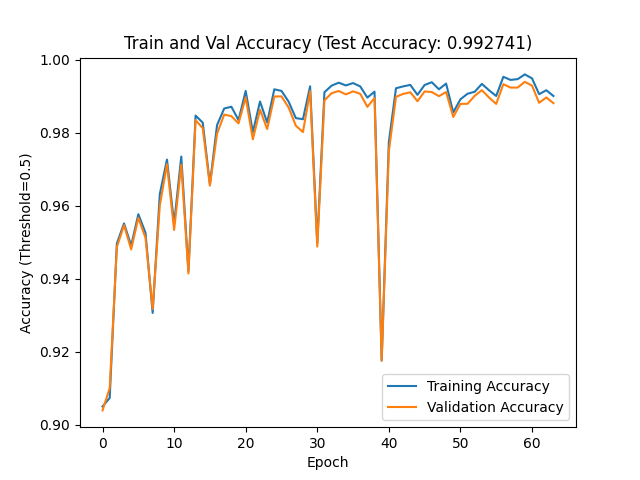 Train and Val Accuracy (Test Accuracy: 0.992741)
1.00
0.98
0.96
0.94
0.92
0.90
Accuracy (Threshold=0.5)
0
10
20
30
40
50
60
Epoch
Training Accuracy
Validation Accuracy